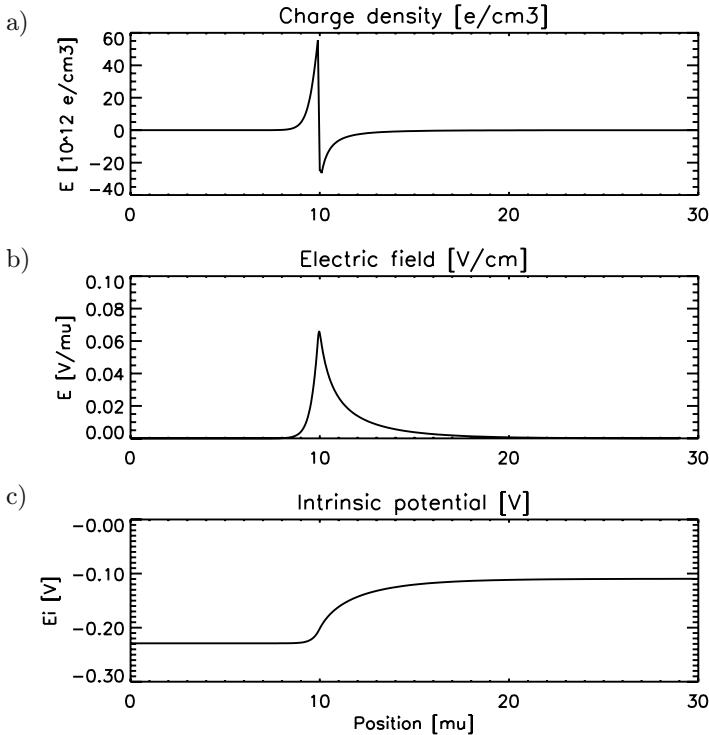 a)
Charge density [e/cm3]
E [10^12 e/cm3]
60
40
20
0
-20
-40
0 10 20 30
b)
Electric field [V/cm]
E [V/mu]
0.10
0.08
0.06
0.04
0.02
0.00
0 10 20 30
c)
Intrinsic potential [V]
Ei [V]
-0.00
-0.10
-0.20
-0.30
0 10 20 30
Position [mu]